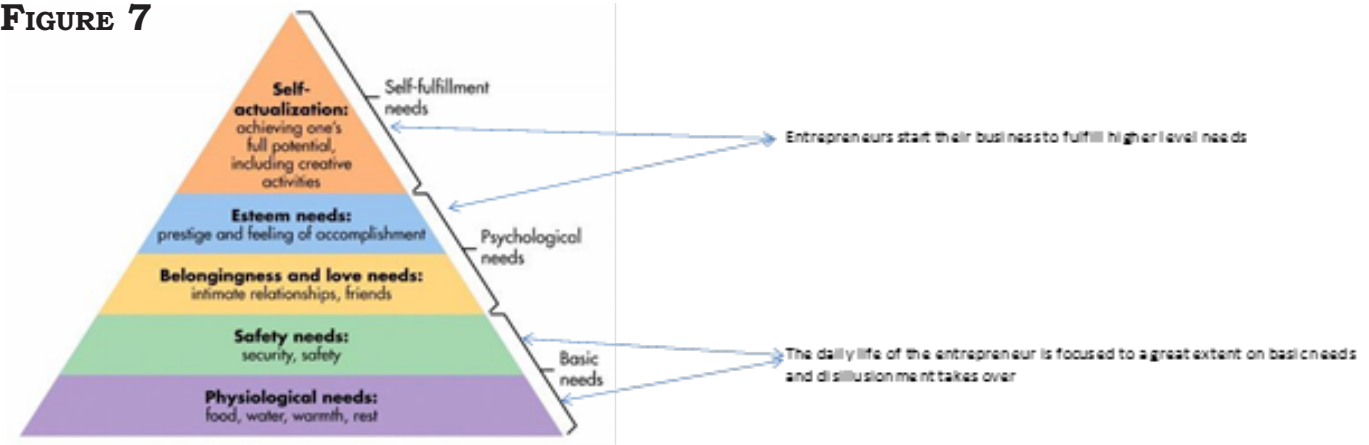 FIGURE 7
Self-
actualization:
achieving one's
full potential,
including creative
activities
Esteem needs:
prestige and feeling of accomplishment
Belongingness and love needs:
intimate relationships, friends
Safety needs:
security, safety
Physiological needs:
food, water, warmth, rest
Self-fulfillment
needs
Psychological
needs
Basic
needs
Entrepreneurs start their business to fulfill higher level needs
The daily life of the entrepreneur is focused to a great extent on basic needs
and disillusionment takes over